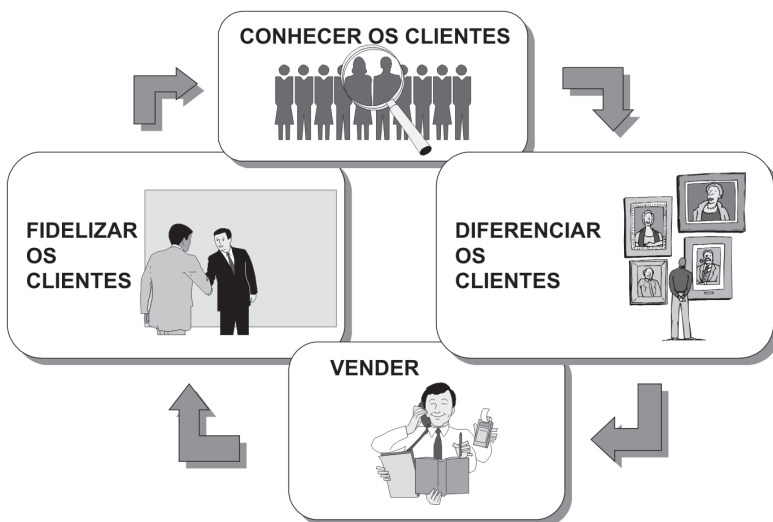 CONHECER OS CLIENTES
DIFERENCIAR
OS
CLIENTES
VENDER
FIDELIZAR
OS
CLIENTES